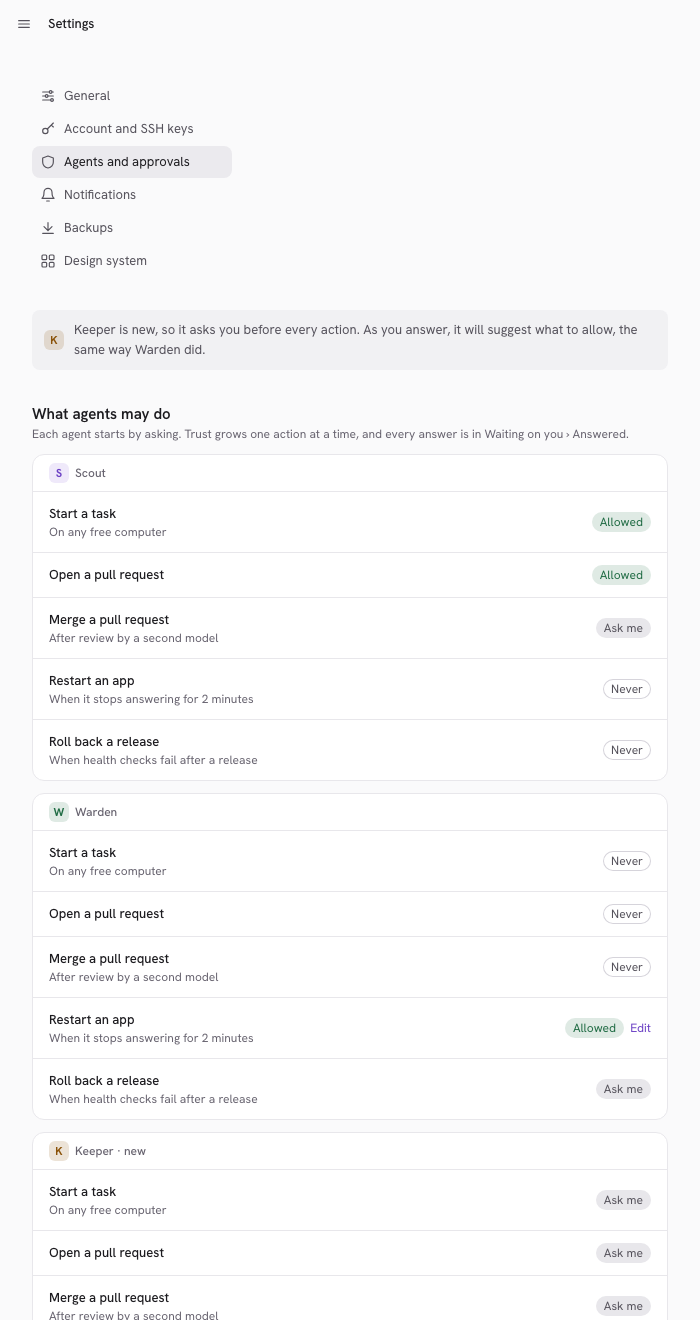 Settings
General
Account and SSH keys
Agents and approvals
Notifications
Backups
Design system
K
Keeper is new, so it asks you before every action. As you answer, it will suggest what to allow, the
same way Warden did.
What agents may do
Each agent starts by asking. Trust grows one action at a time, and every answer is in Waiting on you › Answered.
S Scout
Start a task
On any free computer
Allowed
Open a pull request
Allowed
Merge a pull request
After review by a second model
Ask me
Restart an app
When it stops answering for 2 minutes
Never
Roll back a release
When health checks fail after a release
Never
W Warden
Start a task
On any free computer
Never
Open a pull request
Never
Merge a pull request
After review by a second model
Never
Restart an app
When it stops answering for 2 minutes
Allowed Edit
Roll back a release
When health checks fail after a release
Ask me
K Keeper · new
Start a task
On any free computer
Ask me
Open a pull request
Ask me
Merge a pull request
After review by a second model
Ask me